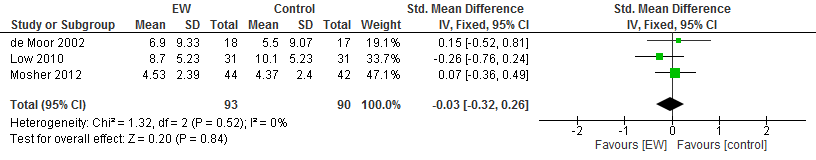 EW Control Std. Mean Difference Std. Mean Difference
Study or Subgroup Mean SD Total Mean SD Total Weight IV, Fixed, 95% CI IV, Fixed, 95% CI
de Moor 2002 6.9 9.33 18 5.5 9.07 17 19.1% 0.15 [-0.52, 0.81]
Low 2010 8.7 5.23 31 10.1 5.23 31 33.7% -0.26 [-0.76, 0.24]
Mosher 2012 4.53 2.39 44 4.37 2.4 42 47.1% 0.07 [-0.36, 0.49]
Total (95% CI) 93 90 100.0% -0.03 [-0.32, 0.26]
Heterogeneity: Chi² = 1.32, df = 2 (P = 0.52); I² = 0%
Test for overall effect: Z = 0.20 (P = 0.84)
-2 -1 0 1 2
Favours [EW] Favours [control]